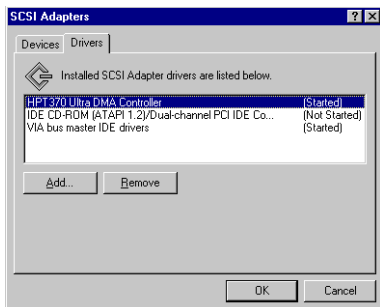 SCSI Adapters
Devices Drivers
Installed SCSI Adapter drivers are listed below.
HPT370 Ultra DMA Controller (Started)
IDE CD-ROM (ATAPI 1.2)/Dual-channel PCI IDE Co... (Not Started)
VIA bus master IDE drivers (Started)
Add... Remove
OK Cancel